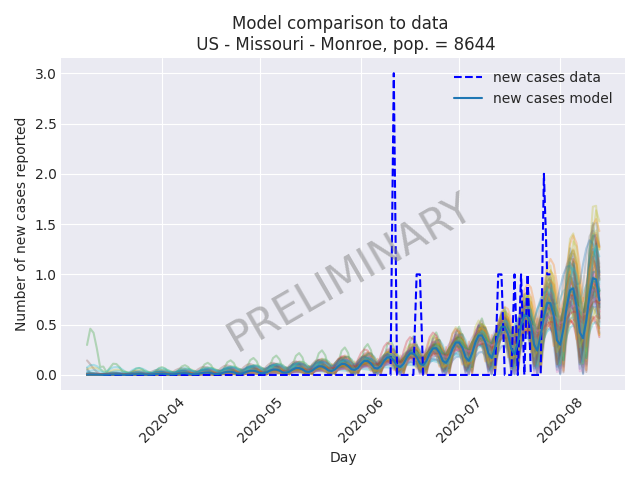 Model comparison to data
US - Missouri - Monroe, pop. = 8644
new cases data
new cases model
3.0
2.5
2.0
1.5
1.0
0.5
0.0
Number of new cases reported
PRELIMINARY
2020-04
2020-05
2020-06
2020-07
2020-08
Day